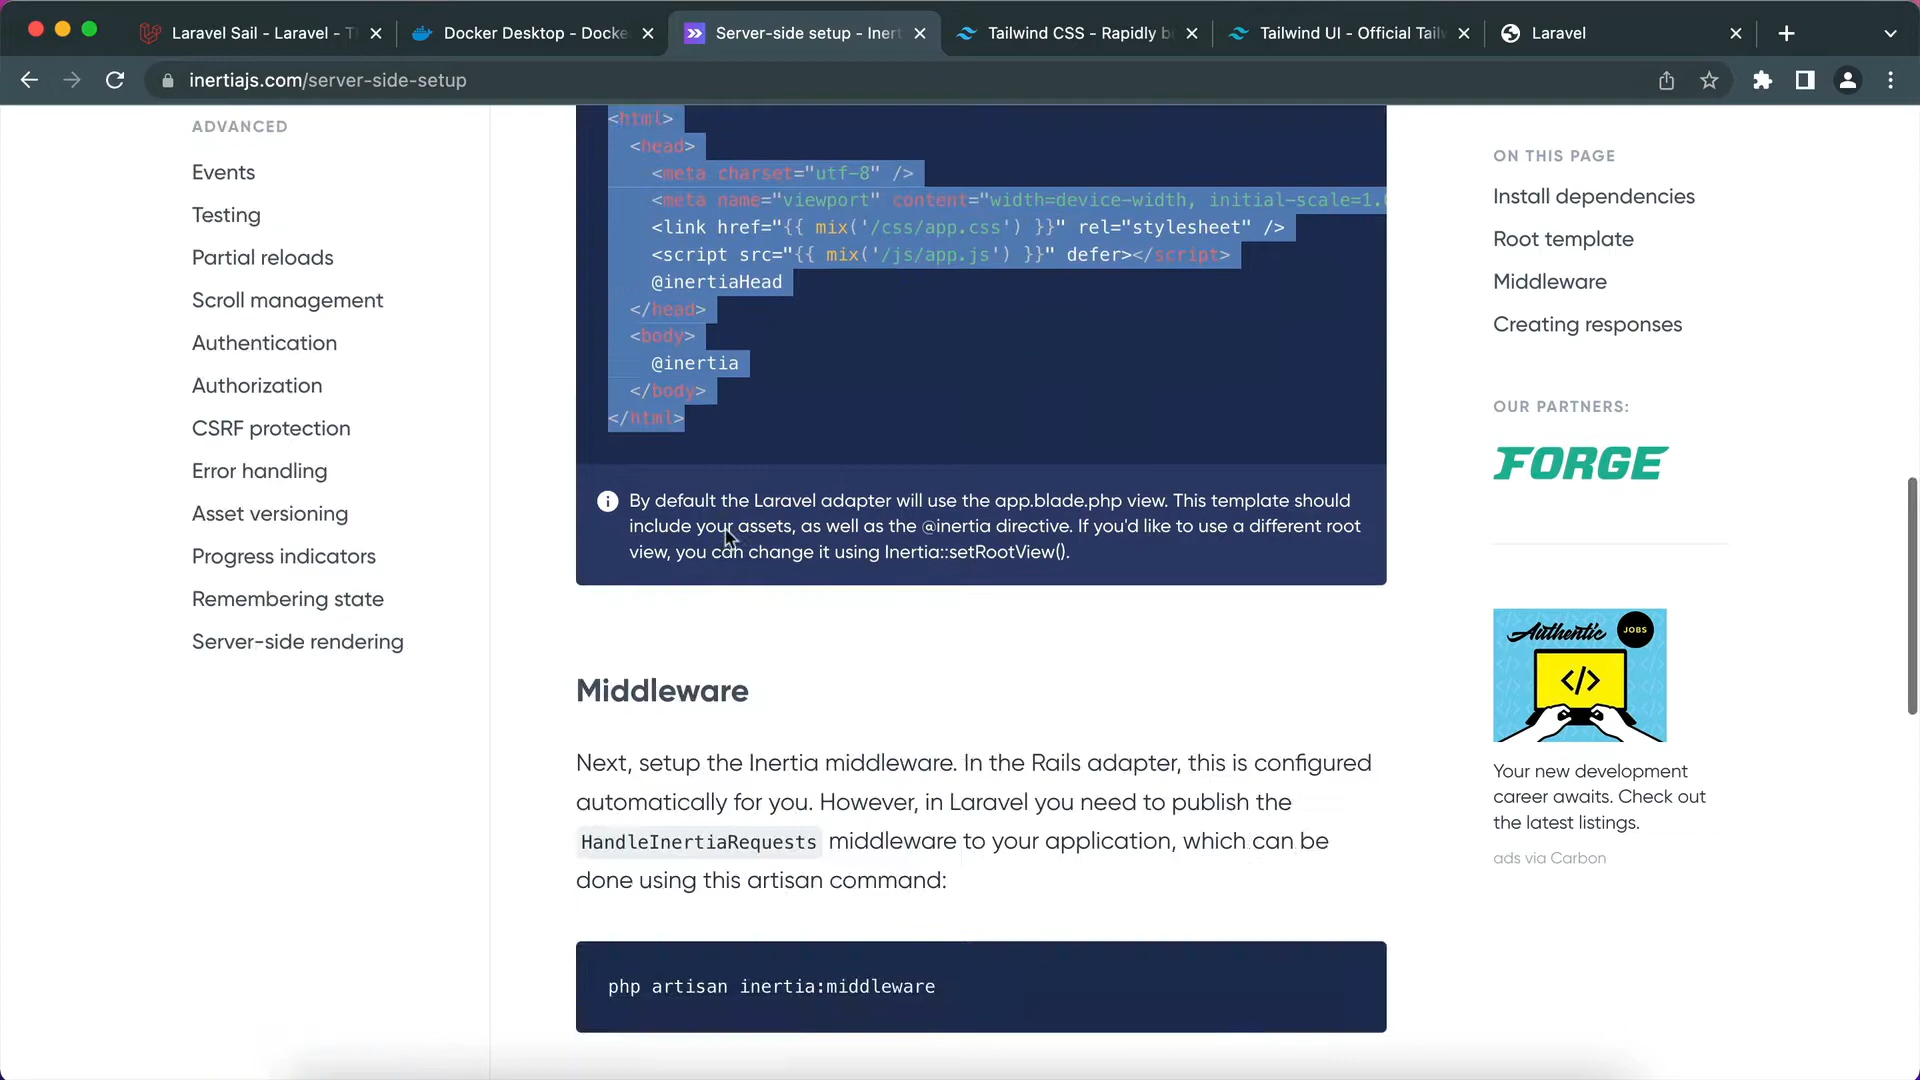 Laravel Sail - Laravel - T
Docker Desktop - Docke
Server-side setup - Inert
Tailwind CSS - Rapidly b
Tailwind UI - Official Tailw
Laravel
inertiajs.com/server-side-setup
ADVANCED
Events
Testing
Partial reloads
Scroll management
Authentication
Authorization
CSRF protection
Error handling
Asset versioning
Progress indicators
Remembering state
Server-side rendering
<html>
<head>
<meta charset="utf-8" />
<meta name="viewport" content="width=device-width, initial-scale=1.0
<link href="{{ mix('/css/app.css') }}" rel="stylesheet" />
<script src="{{ mix('/js/app.js') }}" defer></script>
@inertiaHead
</head>
<body>
@inertia
</body>
</html>
By default the Laravel adapter will use the app.blade.php view. This template should
include your assets, as well as the @inertia directive. If you'd like to use a different root
view, you can change it using Inertia::setRootView().
Middleware
Next, setup the Inertia middleware. In the Rails adapter, this is configured
automatically for you. However, in Laravel you need to publish the
HandleInertiaRequests middleware to your application, which can be
done using this artisan command:
php artisan inertia:middleware
ON THIS PAGE
Install dependencies
Root template
Middleware
Creating responses
OUR PARTNERS:
FORGE
Authentic JOBS
</>
Your new development
career awaits. Check out
the latest listings.
ads via Carbon